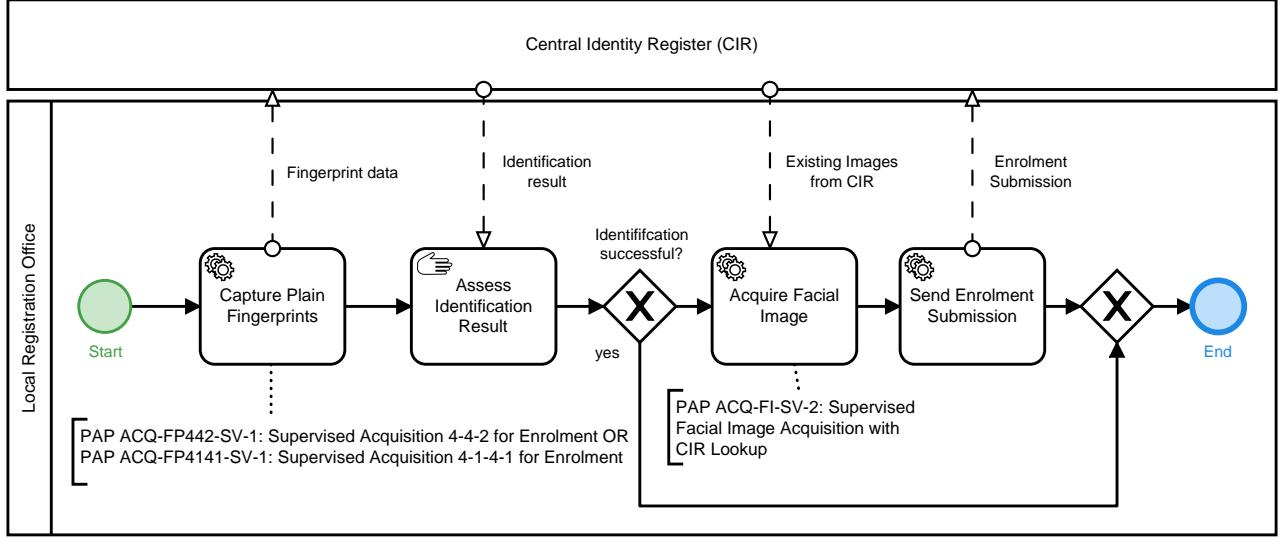 Central Identity Register (CIR)
Local Registration Office
Fingerprint data
Identification
result
Existing Images
from CIR
Enrolment
Submission
Identififcation
successful?
Start
Capture Plain
Fingerprints
Assess
Identification
Result
X
yes
Acquire Facial
Image
Send Enrolment
Submission
X
End
PAP ACQ-FP442-SV-1: Supervised Acquisition 4-4-2 for Enrolment OR
PAP ACQ-FP4141-SV-1: Supervised Acquisition 4-1-4-1 for Enrolment
PAP ACQ-FI-SV-2: Supervised
Facial Image Acquisition with
CIR Lookup